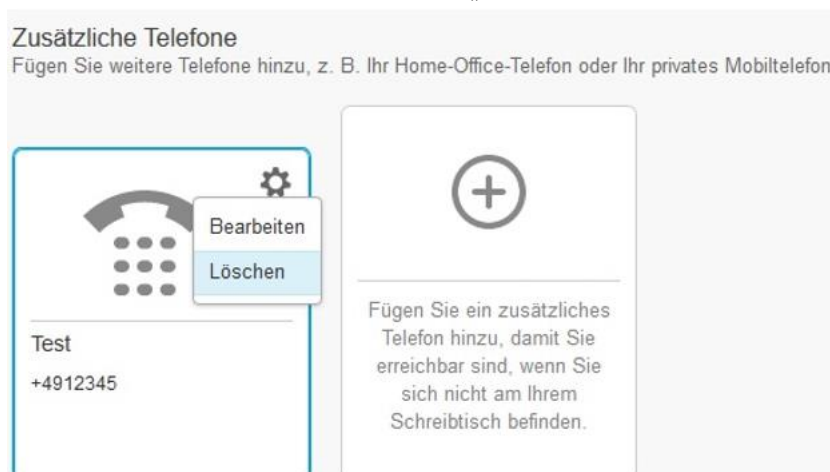 Zusätzliche Telefone
Fügen Sie weitere Telefone hinzu, z. B. Ihr Home-Office-Telefon oder Ihr privates Mobiltelefon
Bearbeiten
Löschen
Test
+4912345
Fügen Sie ein zusätzliches
Telefon hinzu, damit Sie
erreichbar sind, wenn Sie
sich nicht am Ihrem
Schreibtisch befinden.